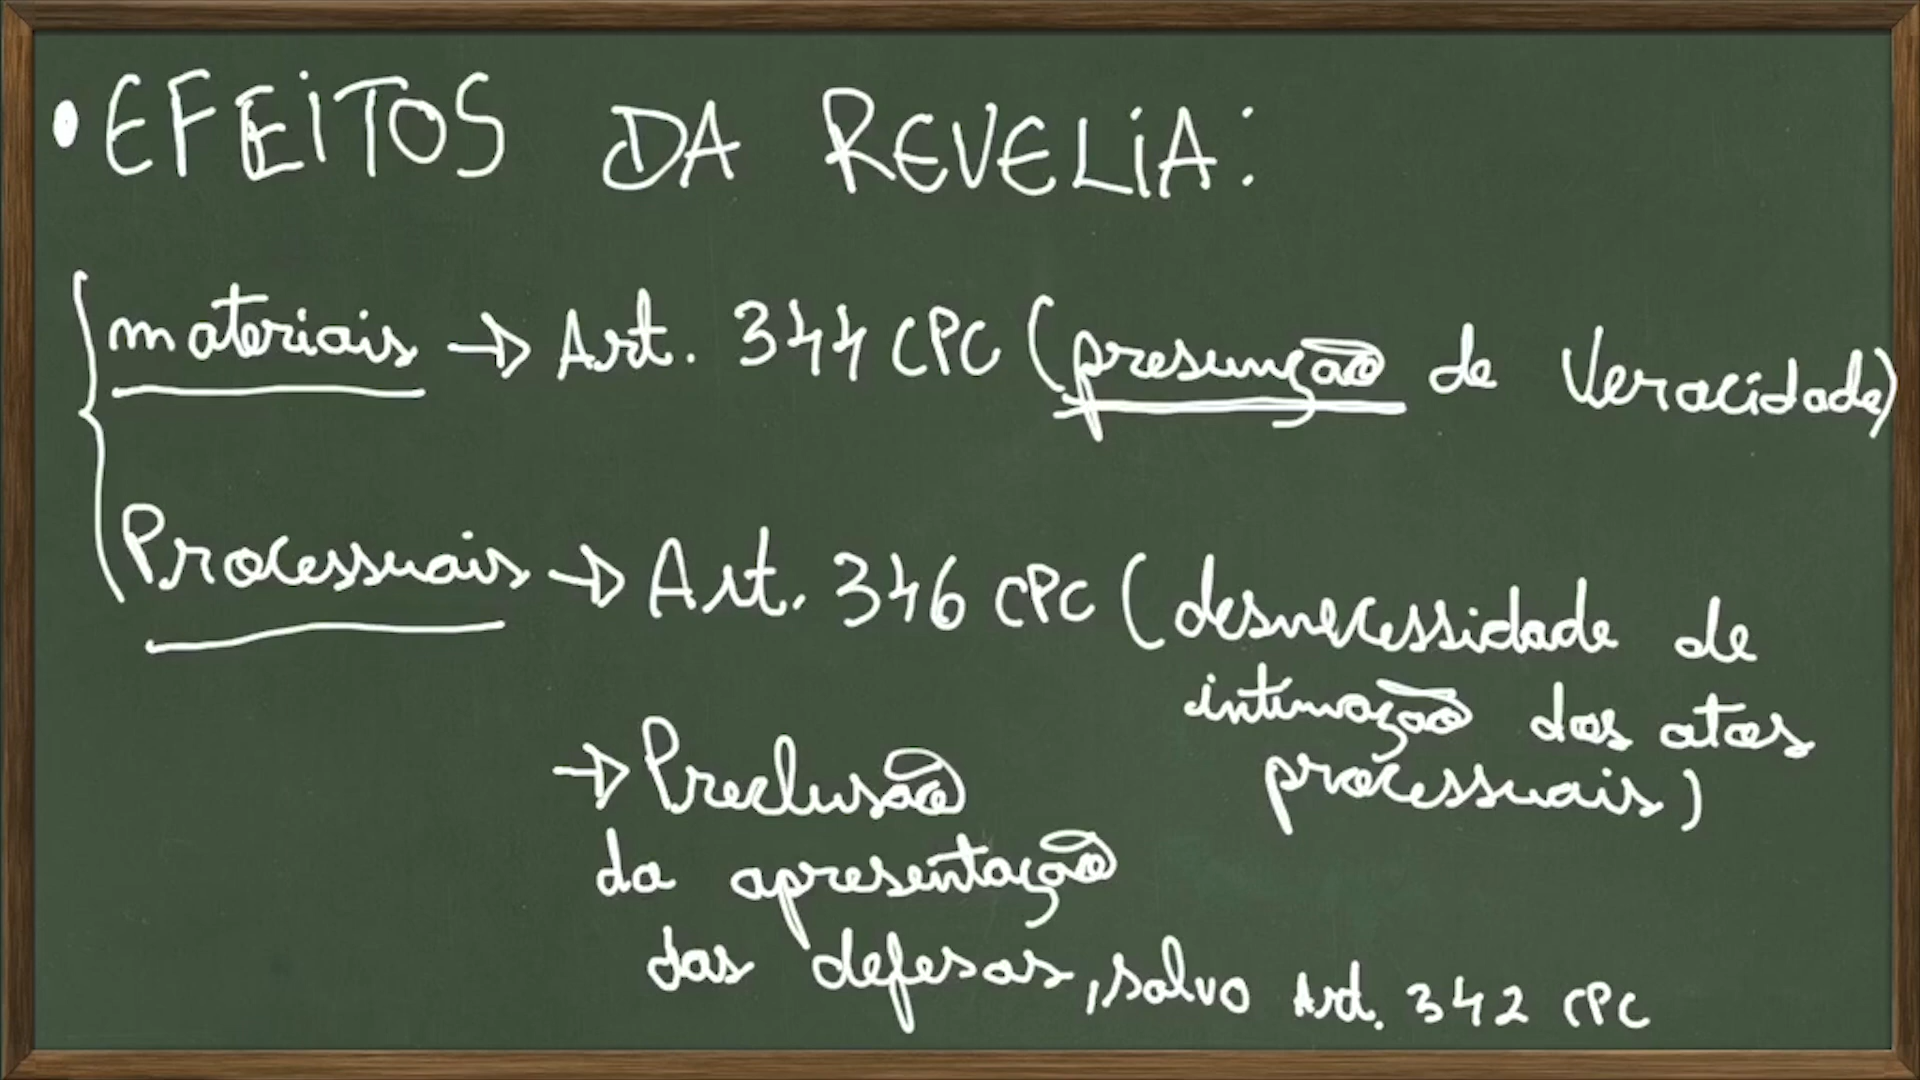 • EFEITOS DA REVELIA:
materiais → Art. 344 CPC (presunção de Veracidade)
Processuais → Art. 346 CPC (desnecessidade de
intimação dos atos
processuais)
→ Preclusão
da apresentação
das defesas, salvo Art. 342 CPC